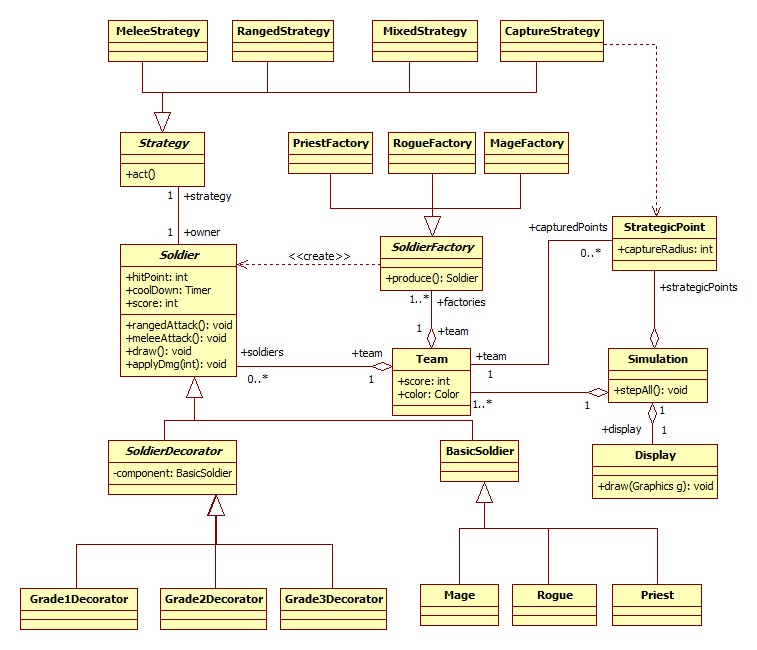 MeleeStrategy
RangedStrategy
MixedStrategy
CaptureStrategy
Strategy
+act()
PriestFactory
RogueFactory
MageFactory
1
+strategy
1
+owner
Soldier
+hitPoint: int
+coolDown: Timer
+score: int
+rangedAttack(): void
+meleeAttack(): void
+draw(): void
+applyDmg(int): void
<<create>>
SoldierFactory
+produce(): Soldier
1..*
+factories
1
+team
+capturedPoints
0..*
StrategicPoint
+captureRadius: int
+strategicPoints
+soldiers
0..*
+team
1
Team
+score: int
+color: Color
+team
1
1..*
1
Simulation
+stepAll(): void
1
+display
1
Display
+draw(Graphics g): void
SoldierDecorator
-component: BasicSoldier
BasicSoldier
Grade1Decorator
Grade2Decorator
Grade3Decorator
Mage
Rogue
Priest